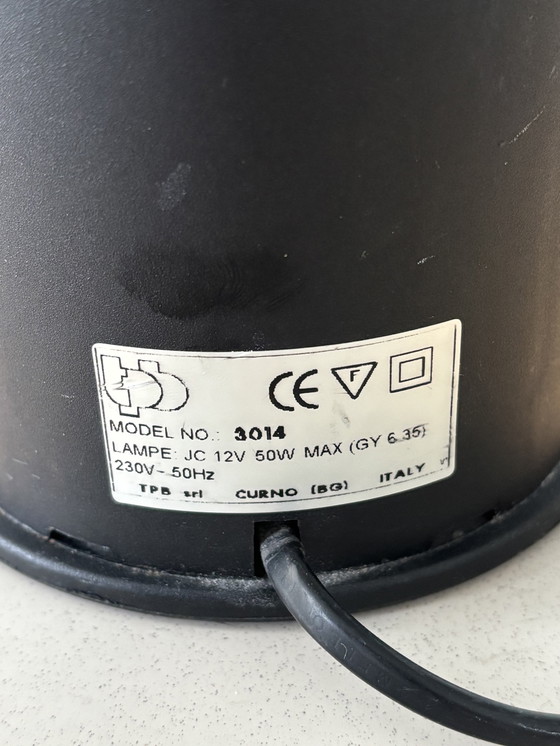 CE F
MODEL NO.: 3014
LAMPE: JC 12V 50W MAX (GY 6.35)
230V~ 50Hz
TPB srl CURNO (BG) ITALY